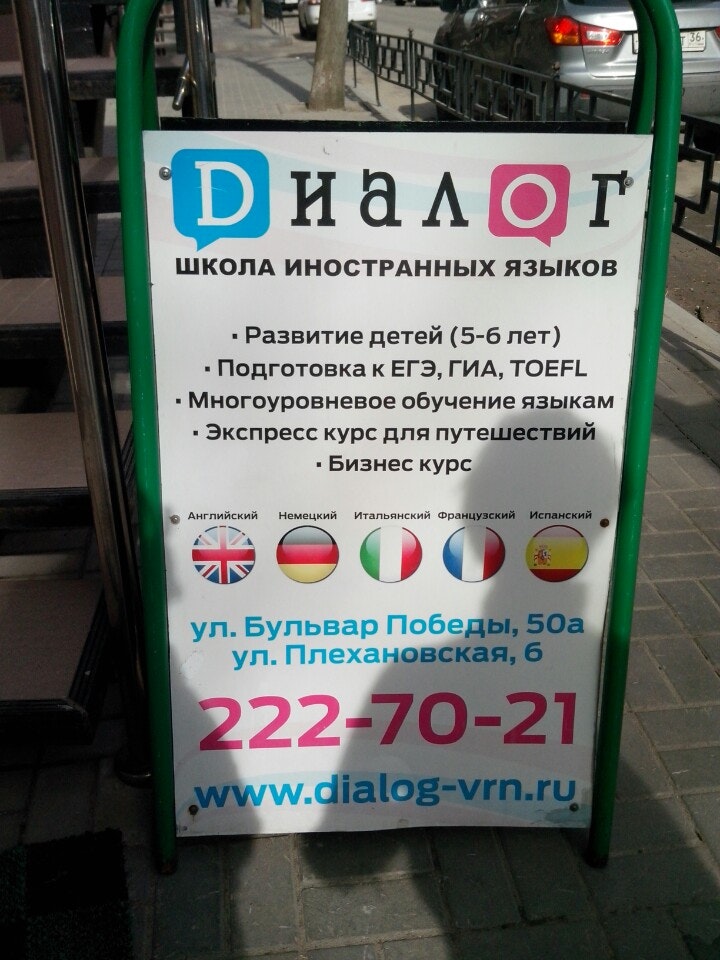 Dиалог
ШКОЛА ИНОСТРАННЫХ ЯЗЫКОВ
· Развитие детей (5-6 лет)
· Подготовка к ЕГЭ, ГИА, TOEFL
· Многоуровневое обучение языкам
· Экспресс курс для путешествий
· Бизнес курс
Английский Немецкий Итальянский Французский Испанский
ул. Бульвар Победы, 50а
ул. Плехановская, 6
222-70-21
www.dialog-vrn.ru
36